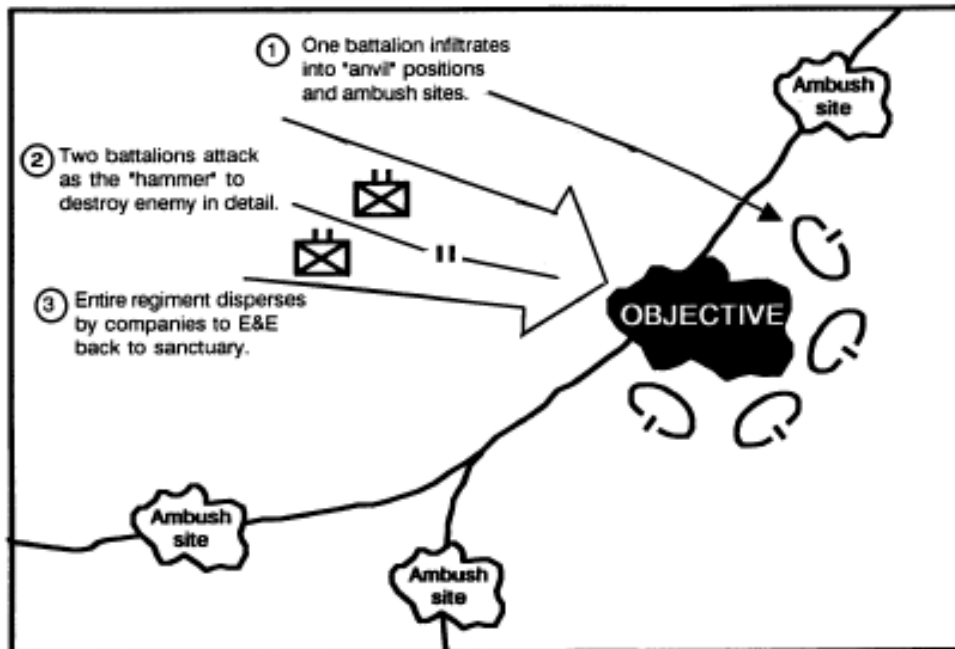 ① One battalion infiltrates
into "anvil" positions
and ambush sites.
② Two battalions attack
as the "hammer" to
destroy enemy in detail.
③ Entire regiment disperses
by companies to E&E
back to sanctuary.
Ambush
site
OBJECTIVE
Ambush
site
Ambush
site